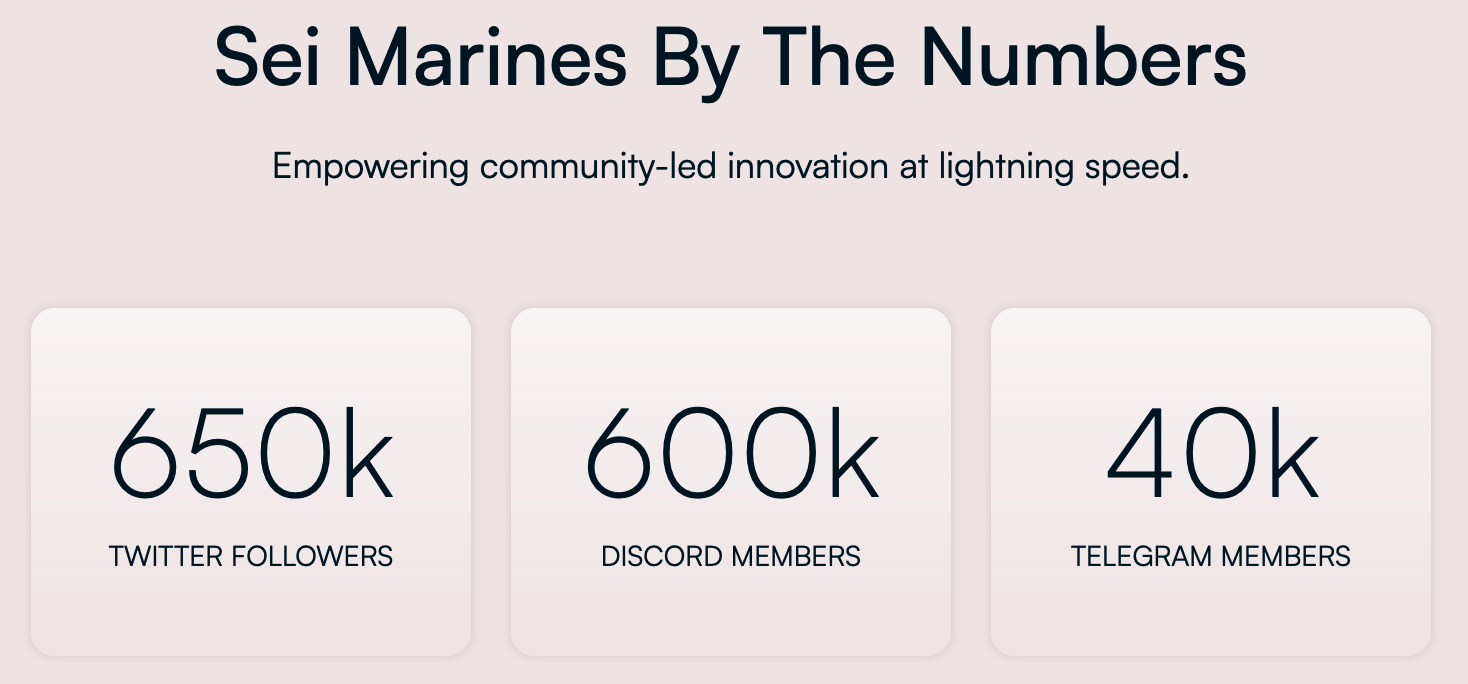 Sei Marines By The Numbers
Empowering community-led innovation at lightning speed.
650k
TWITTER FOLLOWERS
600k
DISCORD MEMBERS
40k
TELEGRAM MEMBERS